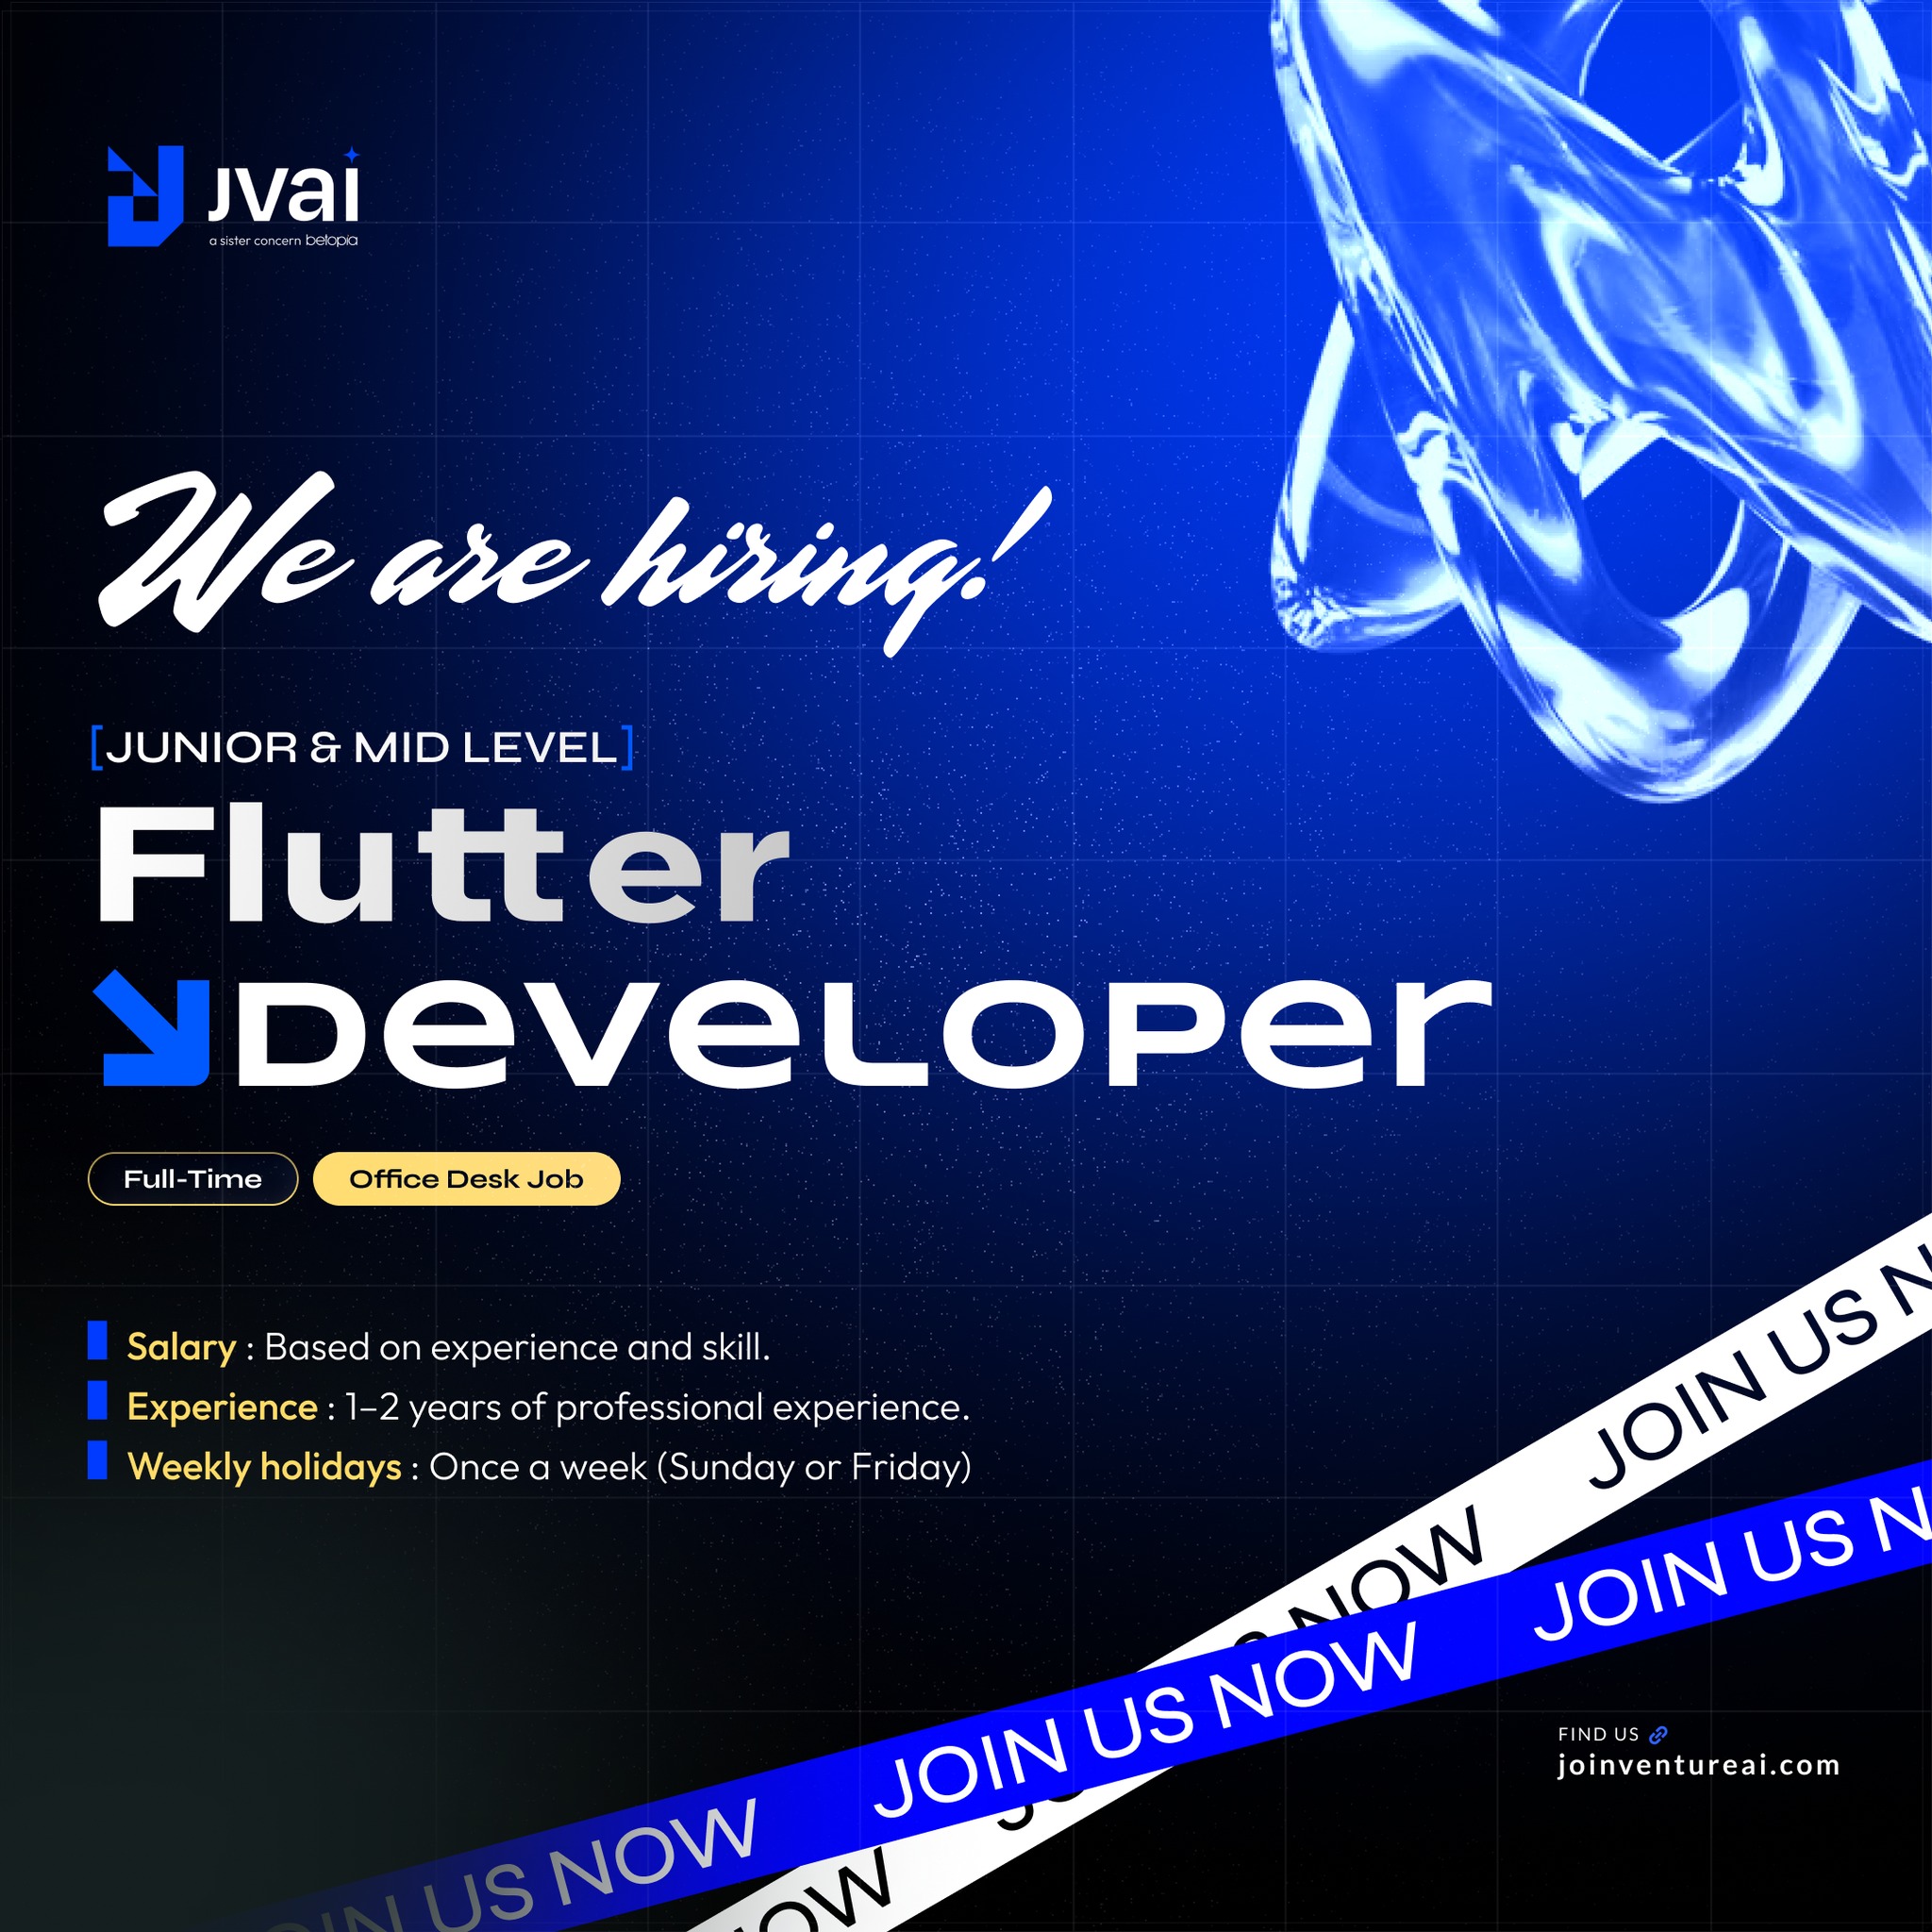 JVai
a sister concern betopia
We are hiring!
[JUNIOR & MID LEVEL]
Flutter
DeveLOPer
Full-Time
Office Desk Job
Salary : Based on experience and skill.
Experience : 1–2 years of professional experience.
Weekly holidays : Once a week (Sunday or Friday)
JOIN US N
NOW
JOIN US N
JOIN US NOW
IN US NOW
NOW
FIND US
joinventureai.com